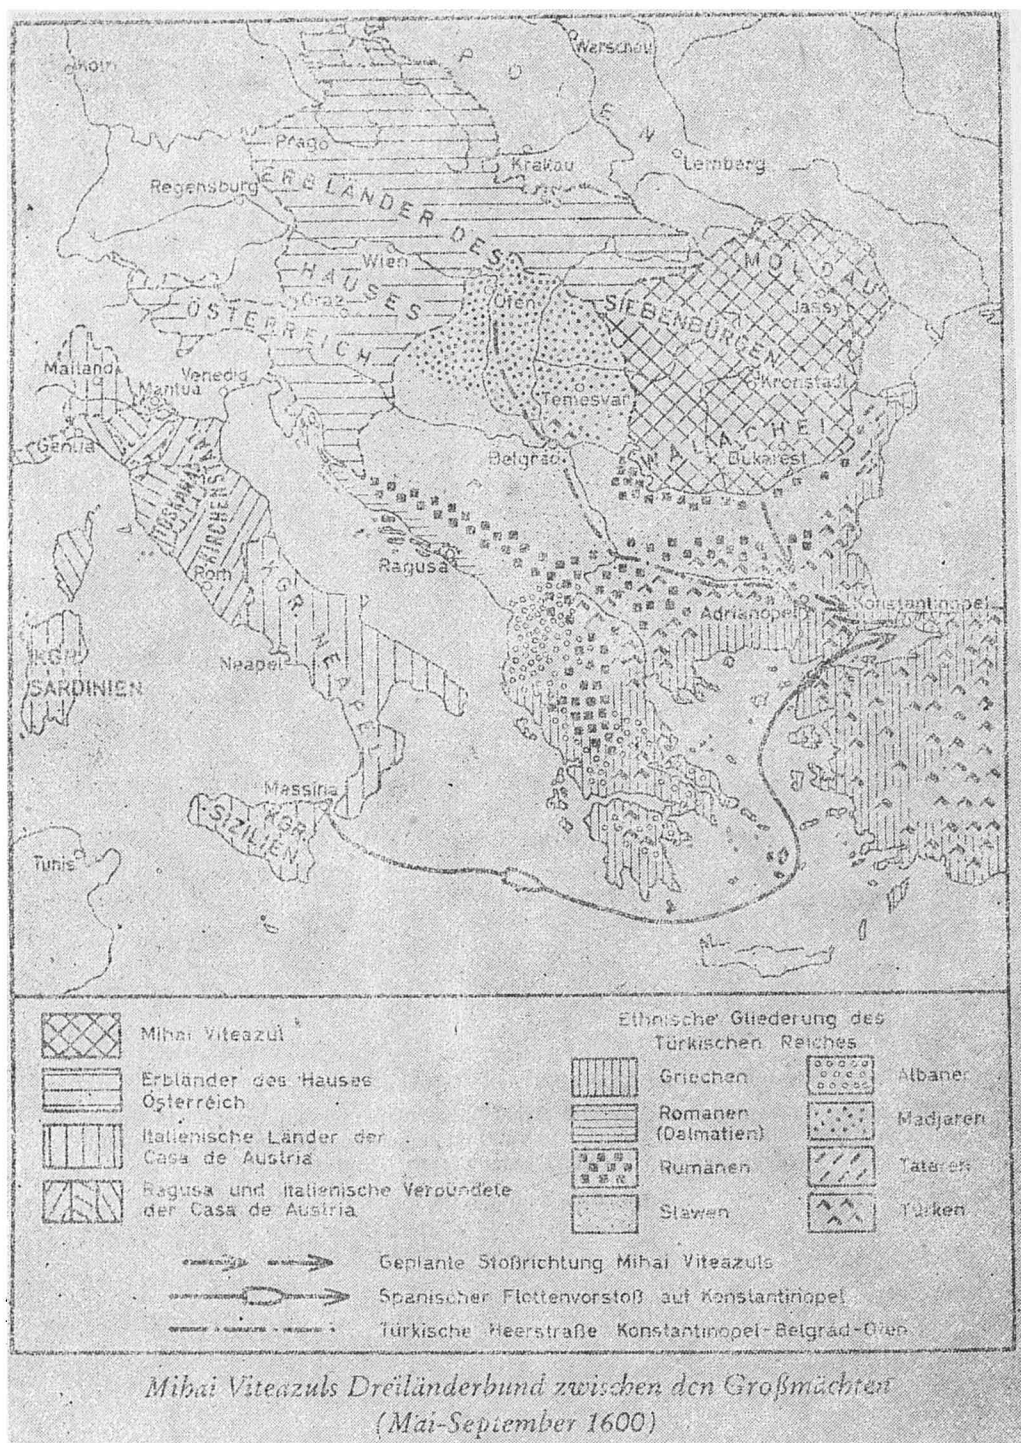 Köln
POLEN
Warschau
Prag
Krakau
Lemberg
Regensburg
ERBLÄNDER DES
HAUSES
ÖSTERREICH
Wien
Graz
Ofen
MOLDAU
Jassy
SIEBENBÜRGEN
Kronstadt
Temesvar
WALACHEI
Bukarest
Belgrad
Mailand
Mantua
Venedig
Genua
TOSKANA
KIRCHENSTAAT
Rom
Ragusa
KGR. NEAPEL
Neapel
KGR.
SARDINIEN
Adrianopel
Konstantinopel
Messina
KGR.
SIZILIEN
Tunis
Mihai Viteazul
Erbländer des Hauses
Österreich
Italienische Länder der
Casa de Austria
Ragusa und italienische Verbündete
der Casa de Austria
Ethnische Gliederung des
Türkischen Reiches
Griechen
Romanen
(Dalmatien)
Rumänen
Slawen
Albaner
Madjaren
Tataren
Türken
Geplante Stoßrichtung Mihai Viteazuls
Spanischer Flottenvorstoß auf Konstantinopel
Türkische Heerstraße Konstantinopel-Belgrad-Ofen
Mihai Viteazuls Dreiländerbund zwischen den Großmächten
(Mai-September 1600)